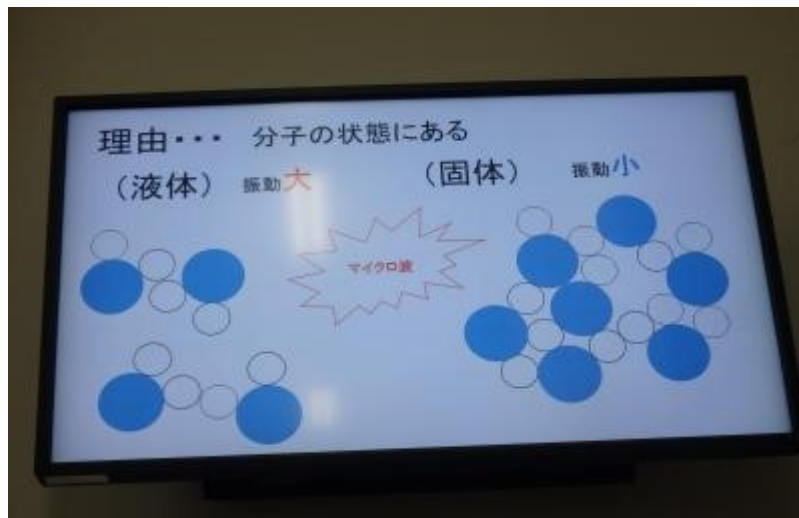 理由・・・ 分子の状態にある
（液体） 振動大 （固体） 振動小
マイクロ波